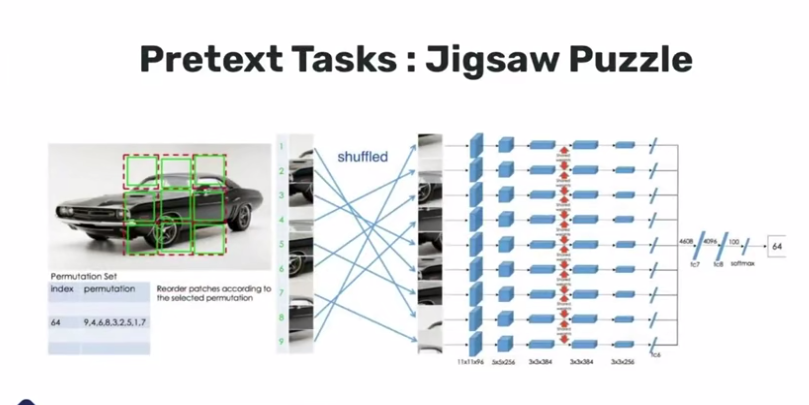 Pretext Tasks : Jigsaw Puzzle
1
2
3
4
5
6
7
8
9
shuffled
Permutation Set
index permutation
64 9,4,6,8,3,2,5,1,7
Reorder patches according to
the selected permutation
11x11x96 5x5x256 3x3x384 3x3x384 3x3x256
fc6
4608
fc7
4096
fc8
100
softmax
64